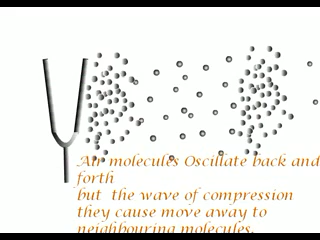 Air molecules Oscillate back and
forth
but the wave of compression
they cause move away to
neighbouring molecules.